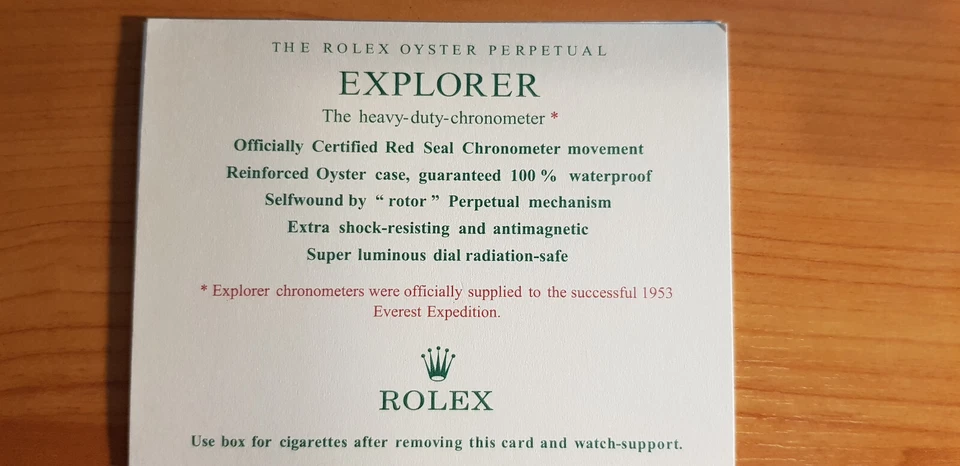 THE ROLEX OYSTER PERPETUAL
EXPLORER
The heavy-duty-chronometer *
Officially Certified Red Seal Chronometer movement
Reinforced Oyster case, guaranteed 100 % waterproof
Selfwound by “ rotor ” Perpetual mechanism
Extra shock-resisting and antimagnetic
Super luminous dial radiation-safe
* Explorer chronometers were officially supplied to the successful 1953
Everest Expedition.
ROLEX
Use box for cigarettes after removing this card and watch-support.